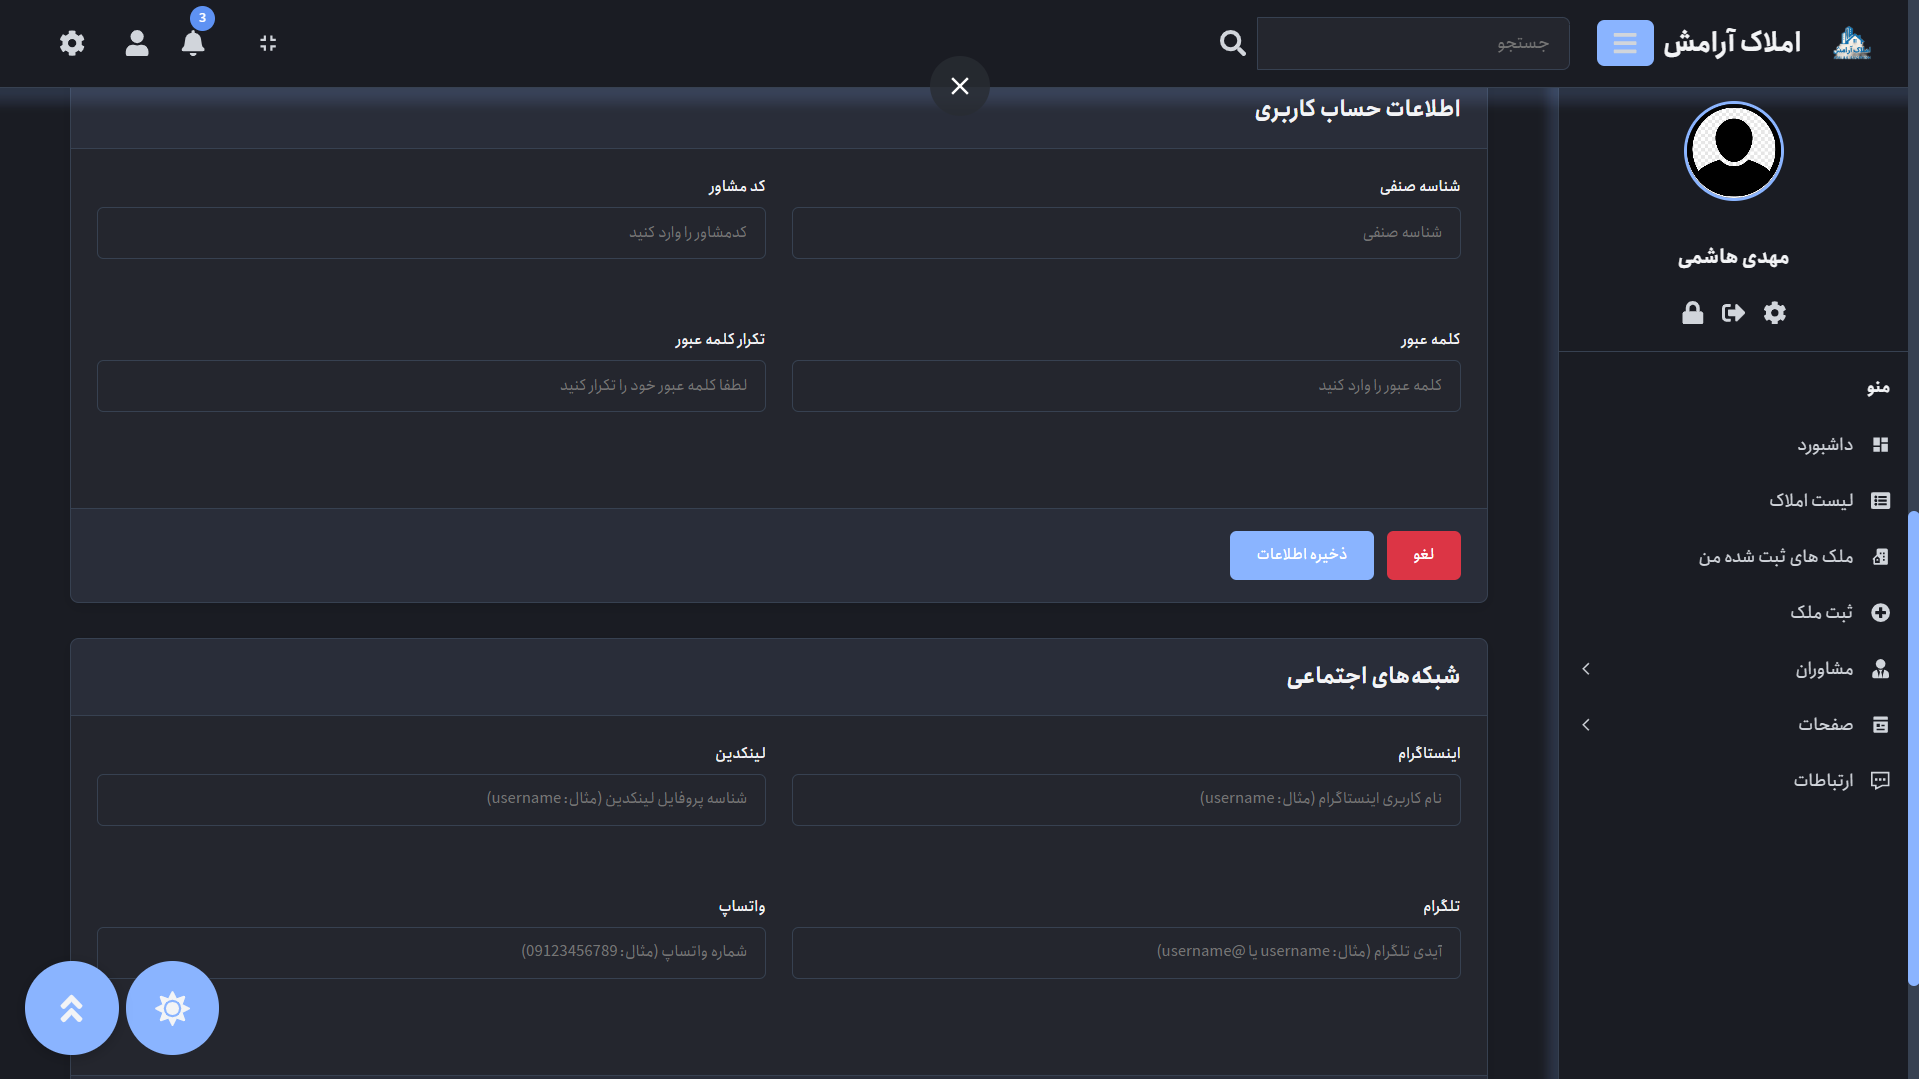 املاک آرامش
جستجو
3
مهدی هاشمی
منو
داشبورد
لیست املاک
ملک های ثبت شده من
ثبت ملک
مشاوران
صفحات
ارتباطات
اطلاعات حساب کاربری
شناسه صنفی
کد مشاور
شناسه صنفی
کدمشاور را وارد کنید
کلمه عبور
تکرار کلمه عبور
کلمه عبور را وارد کنید
لطفا کلمه عبور خود را تکرار کنید
لغو
ذخیره اطلاعات
شبکه‌های اجتماعی
اینستاگرام
لینکدین
نام کاربری اینستاگرام (مثال: username)
شناسه پروفایل لینکدین (مثال: username)
تلگرام
واتساپ
آیدی تلگرام (مثال: username یا @username)
شماره واتساپ (مثال: 09123456789)